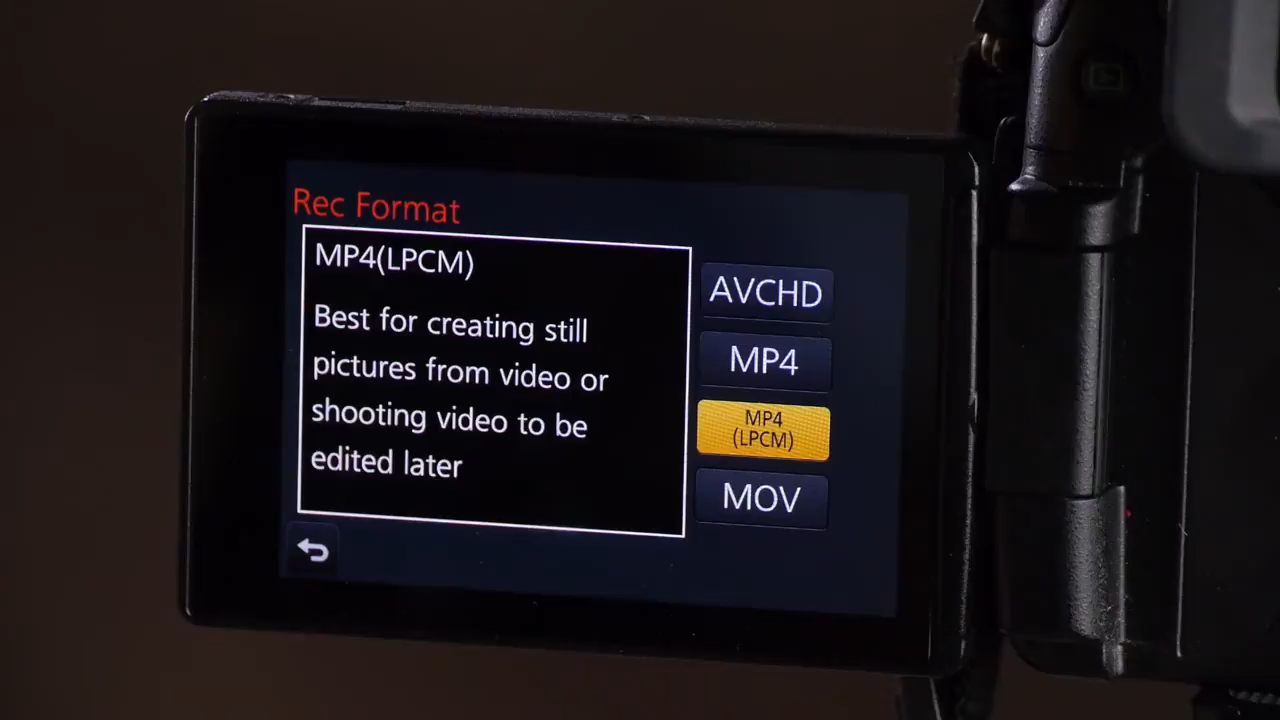 Rec Format
MP4(LPCM)
Best for creating still
pictures from video or
shooting video to be
edited later
AVCHD
MP4
MP4
(LPCM)
MOV